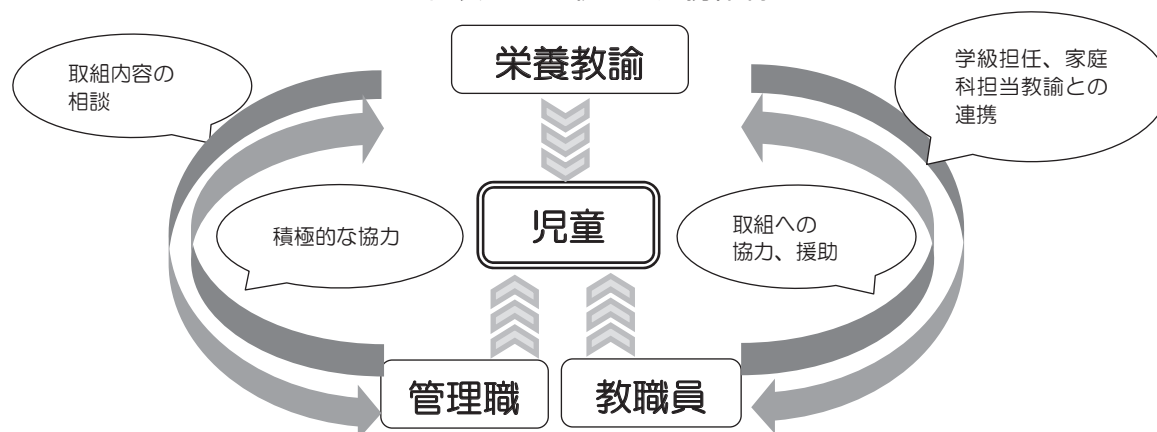 栄養教諭
取組内容の
相談
学級担任、家庭
科担当教諭との
連携
児童
積極的な協力
取組への
協力、援助
管理職
教職員